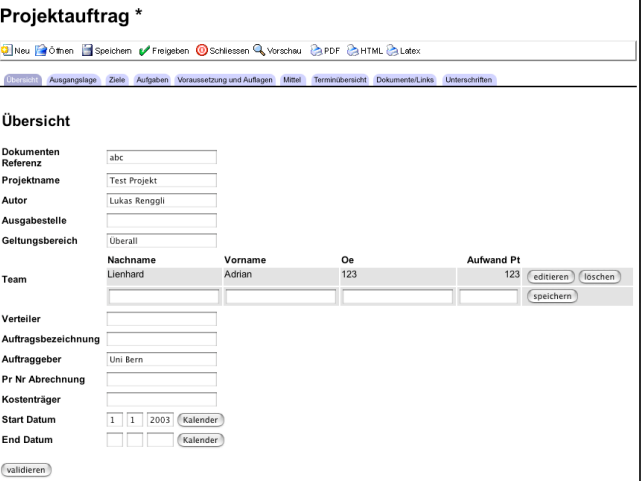 Projektauftrag *
Neu Öffnen Speichern Freigeben Schliessen Vorschau PDF HTML Latex
Übersicht Ausgangslage Ziele Aufgaben Voraussetzung und Auflagen Mittel Terminübersicht Dokumente/Links Unterschriften
Übersicht
Dokumenten
Referenz abc
Projektname Test Projekt
Autor Lukas Renggli
Ausgabestelle
Geltungsbereich Überall
Nachname Vorname Oe Aufwand Pt
Team Lienhard Adrian 123 123 editieren löschen
speichern
Verteiler
Auftragsbezeichnung
Auftraggeber Uni Bern
Pr Nr Abrechnung
Kostenträger
Start Datum 1 1 2003 Kalender
End Datum Kalender
validieren